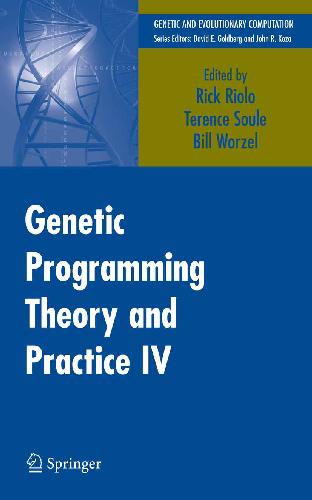 GENETIC AND EVOLUTIONARY COMPUTATION
Series Editors: David E. Goldberg and John R. Koza
Edited by
Rick Riolo
Terence Soule
Bill Worzel
Genetic
Programming
Theory and
Practice IV
Springer